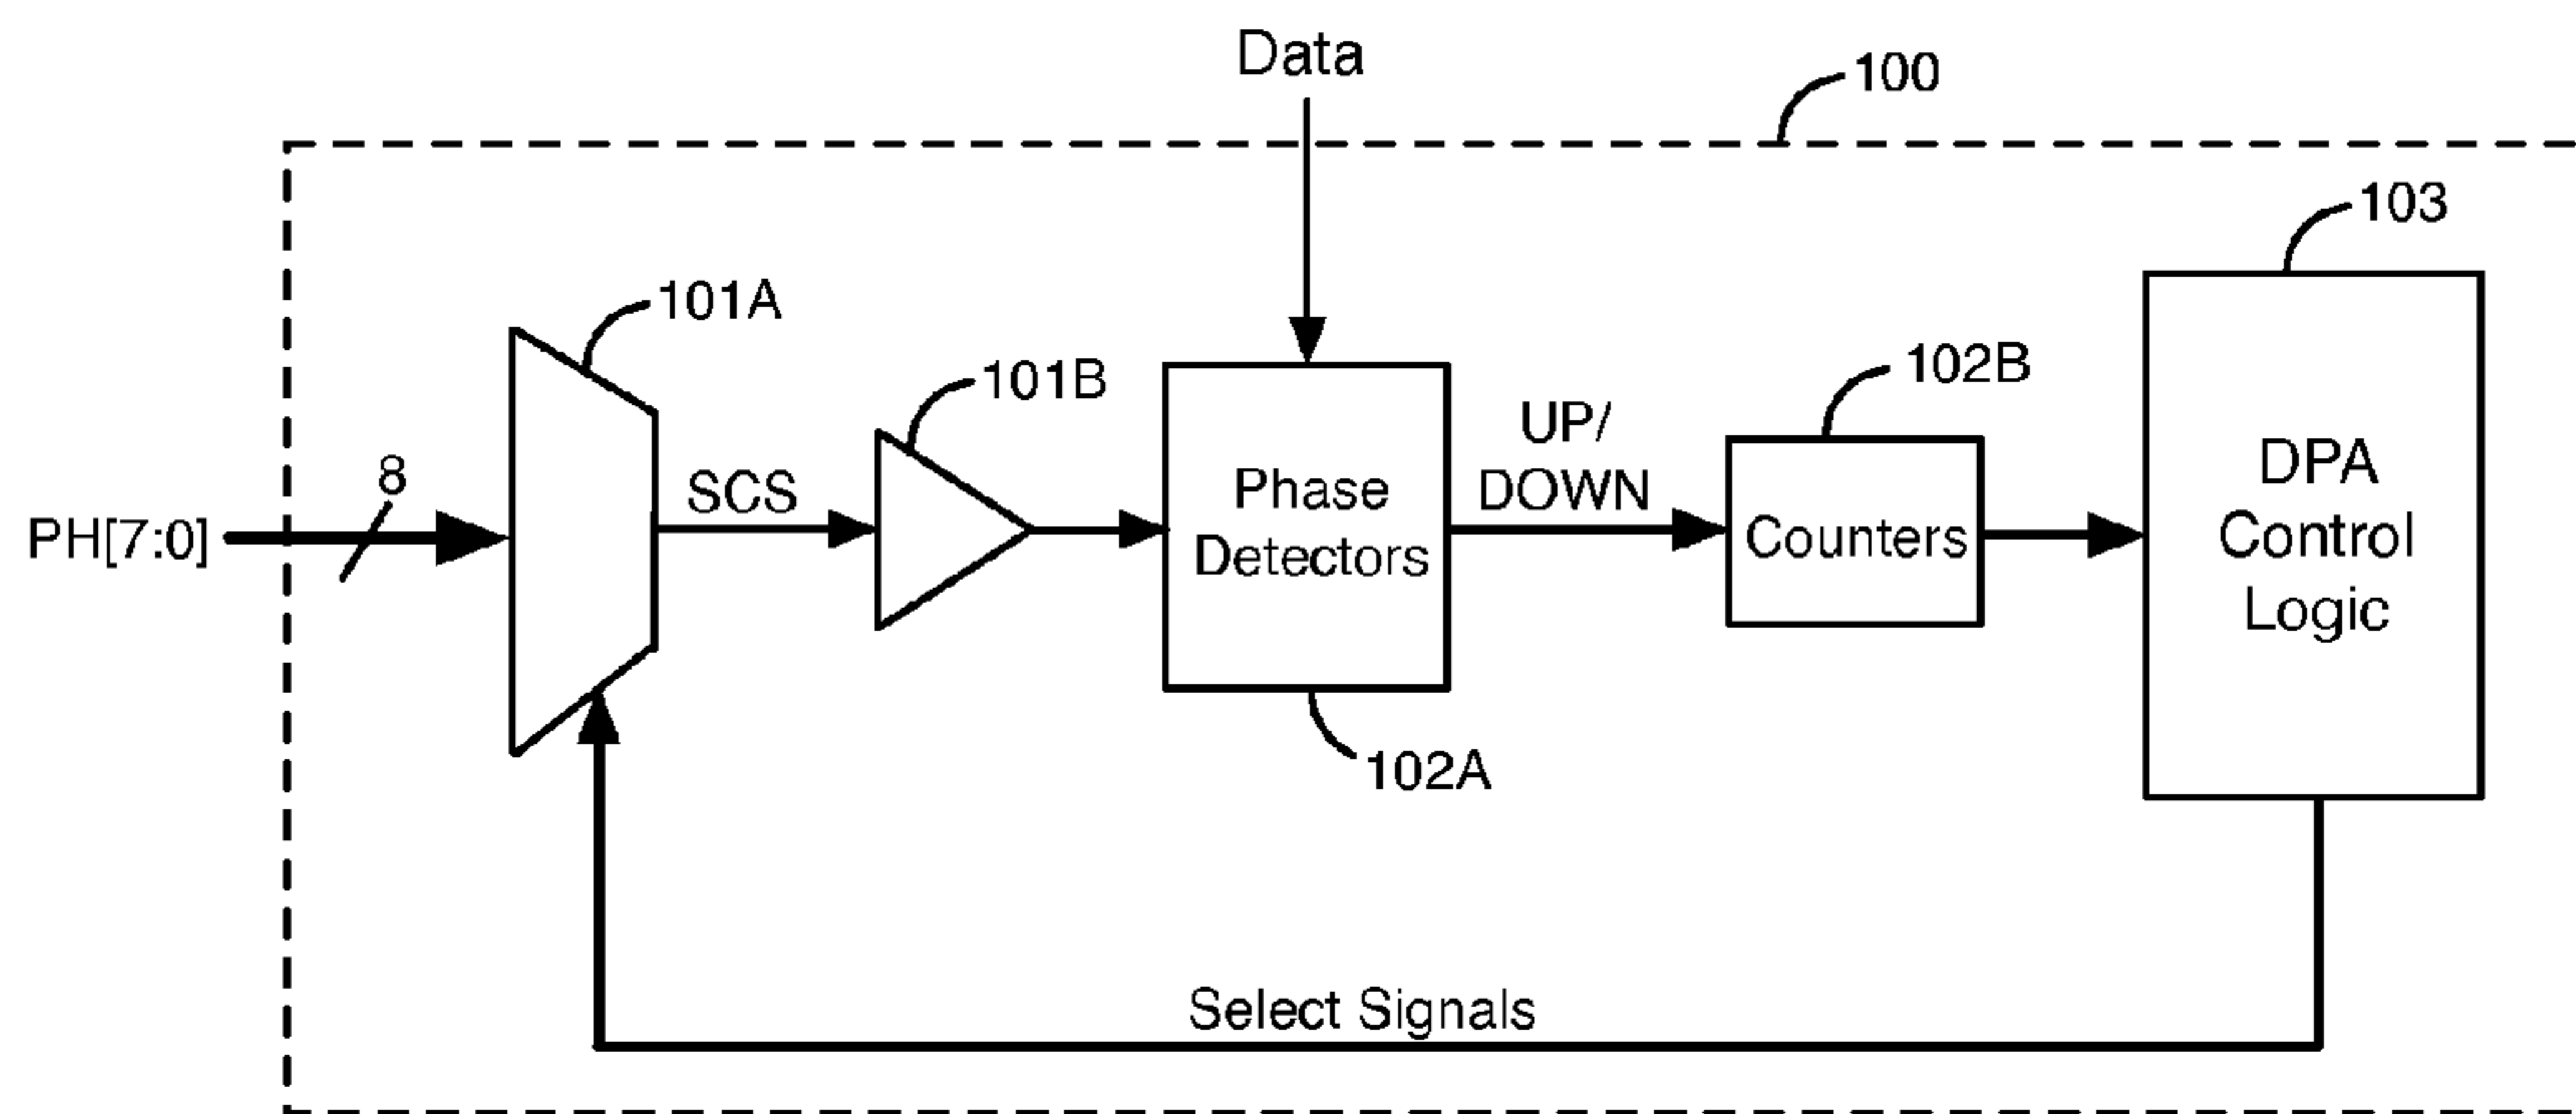 Data
100
103
101A
101B
102B
8
PH[7:0]
SCS
Phase
Detectors
UP/
DOWN
Counters
DPA
Control
Logic
102A
Select Signals